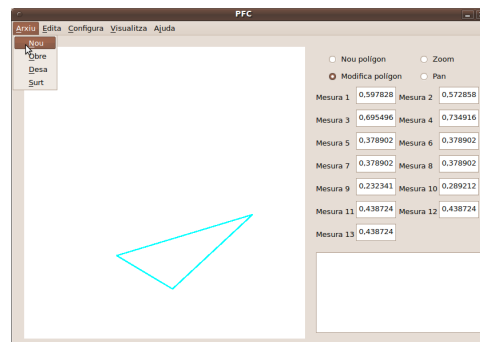 PFC
Arxiu Edita Configura Visualitza Ajuda
Nou
Obre
Desa
Surt
Nou polígon Zoom
Modifica polígon Pan
Mesura 1 0,597828 Mesura 2 0,572858
Mesura 3 0,695496 Mesura 4 0,734916
Mesura 5 0,378902 Mesura 6 0,378902
Mesura 7 0,378902 Mesura 8 0,378902
Mesura 9 0,232341 Mesura 10 0,289212
Mesura 11 0,438724 Mesura 12 0,438724
Mesura 13 0,438724